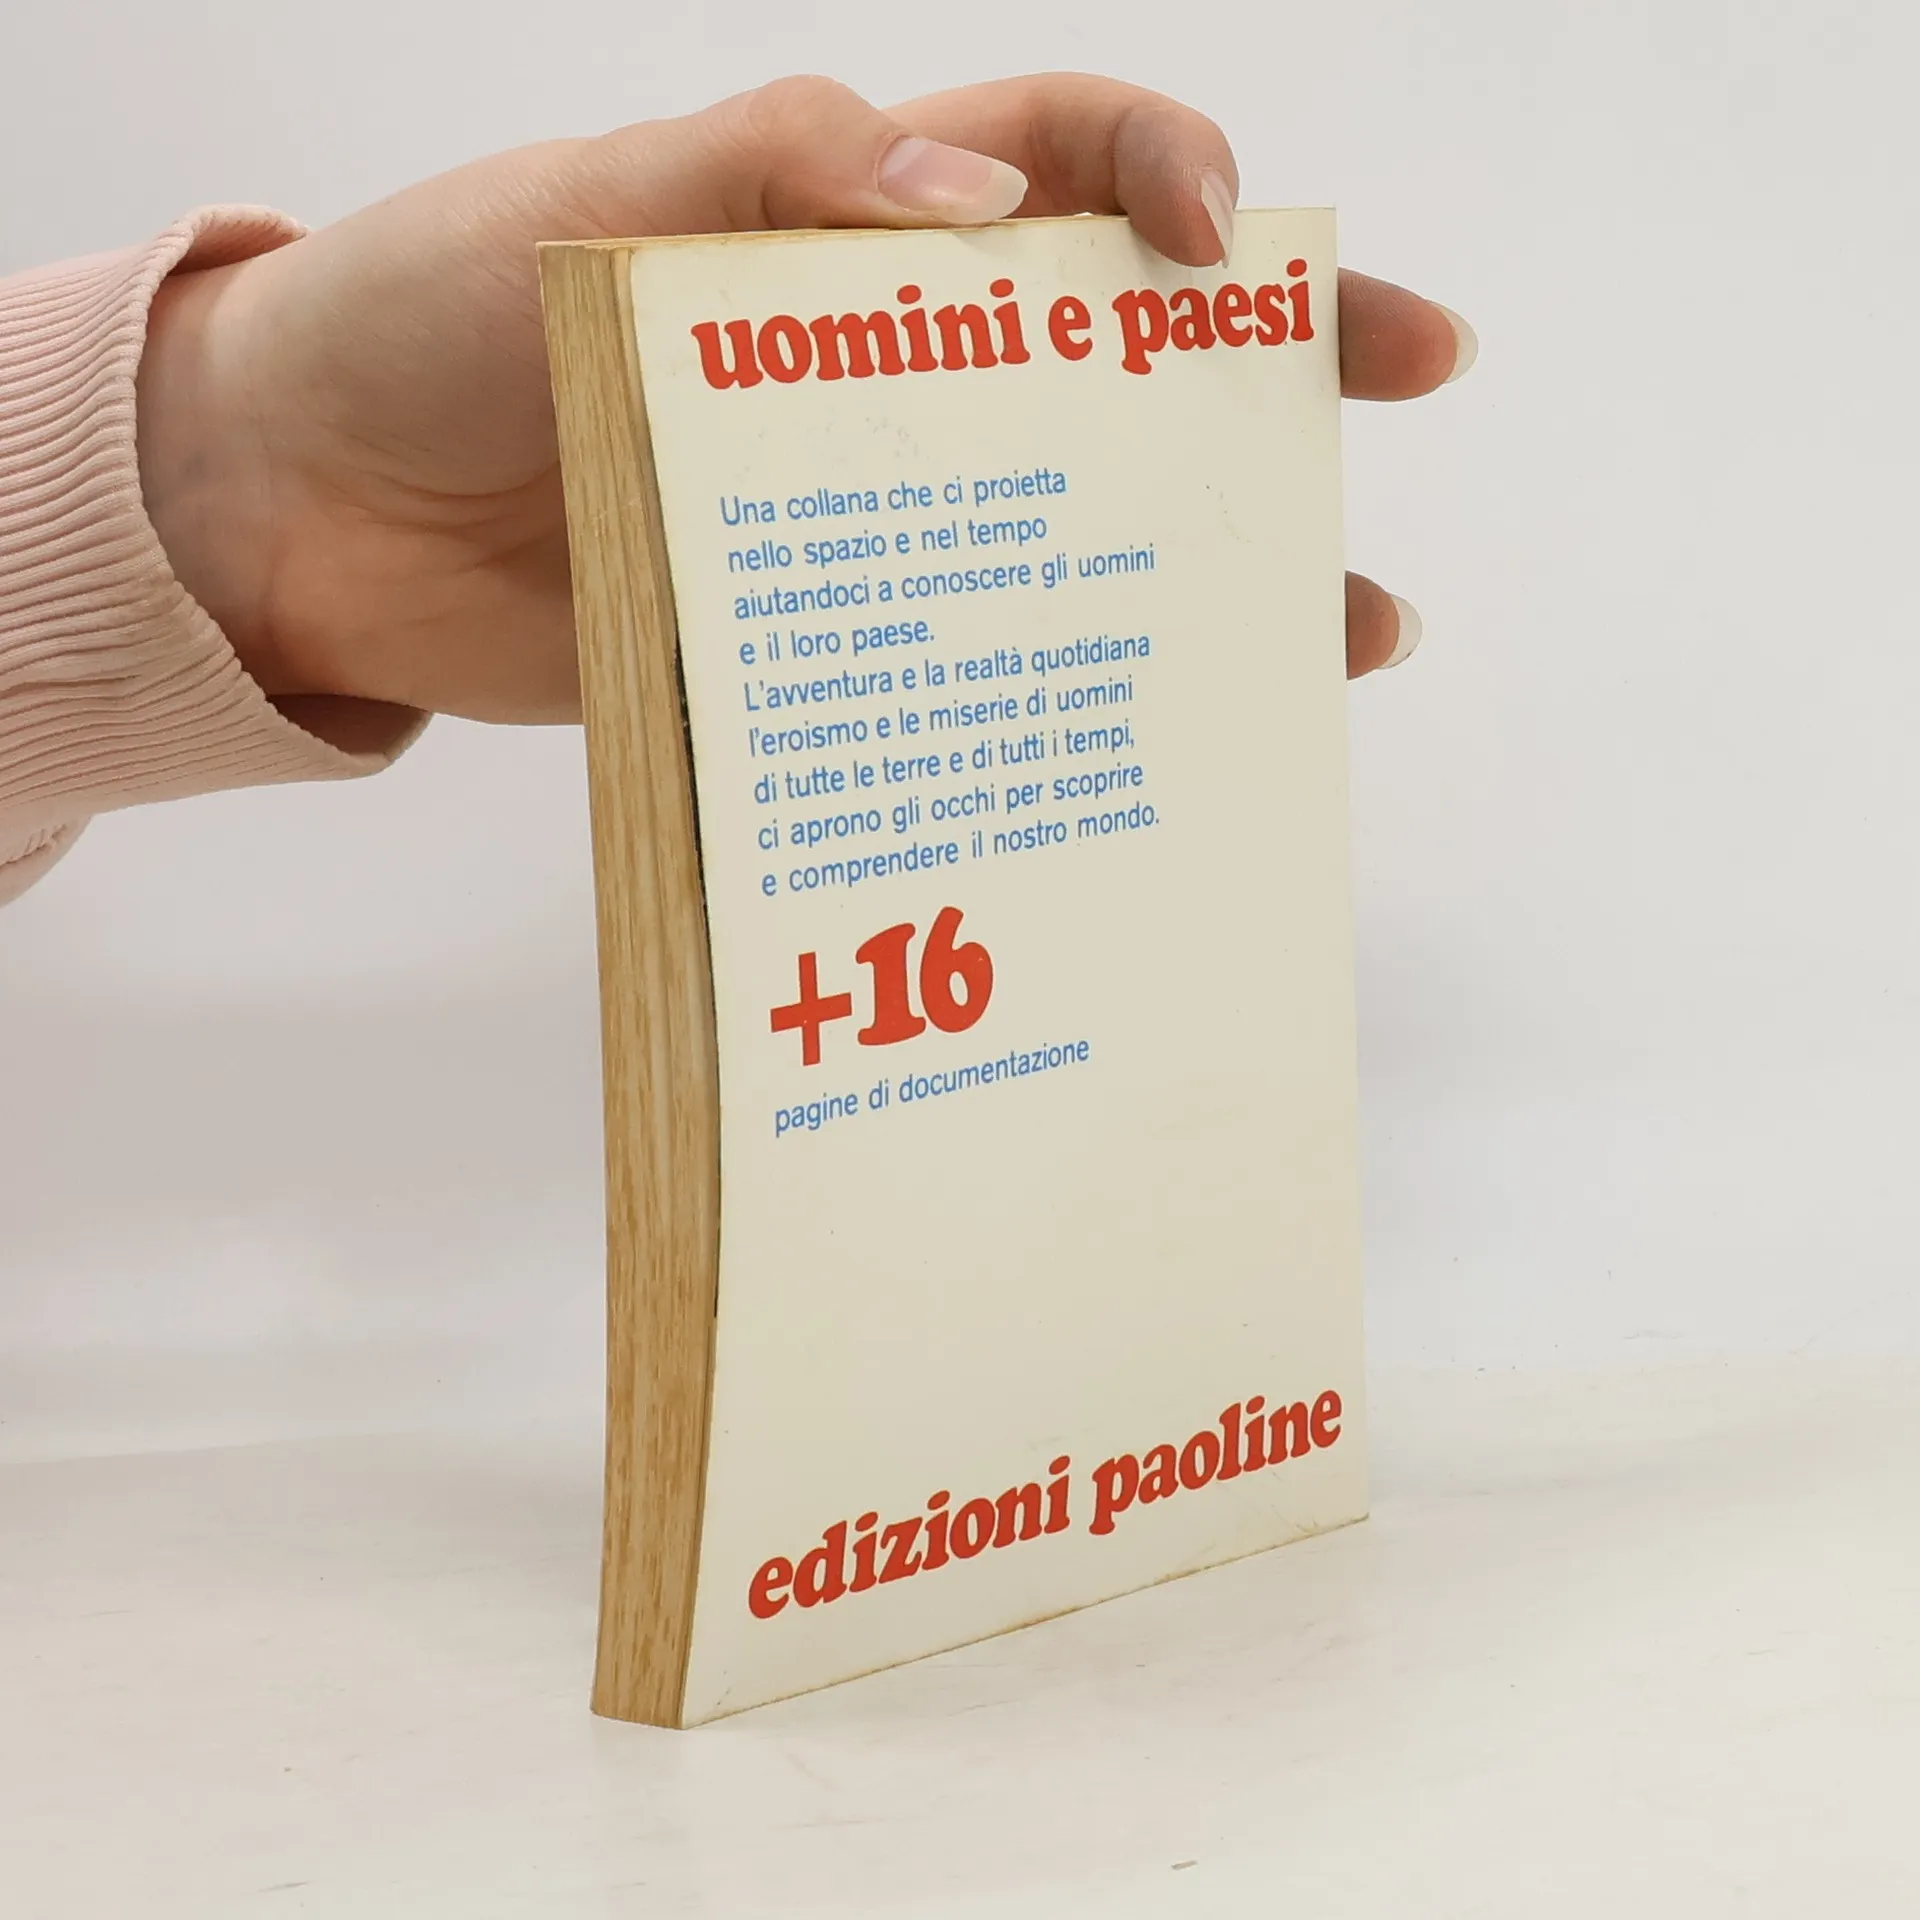 uomini e paesi
Una collana che ci proietta
nello spazio e nel tempo
aiutandoci a conoscere gli uomini
e il loro paese.
L'avventura e la realtà quotidiana
l'eroismo e le miserie di uomini
di tutte le terre e di tutti i tempi,
ci aprono gli occhi per scoprire
e comprendere il nostro mondo.
+16
pagine di documentazione
edizioni paoline